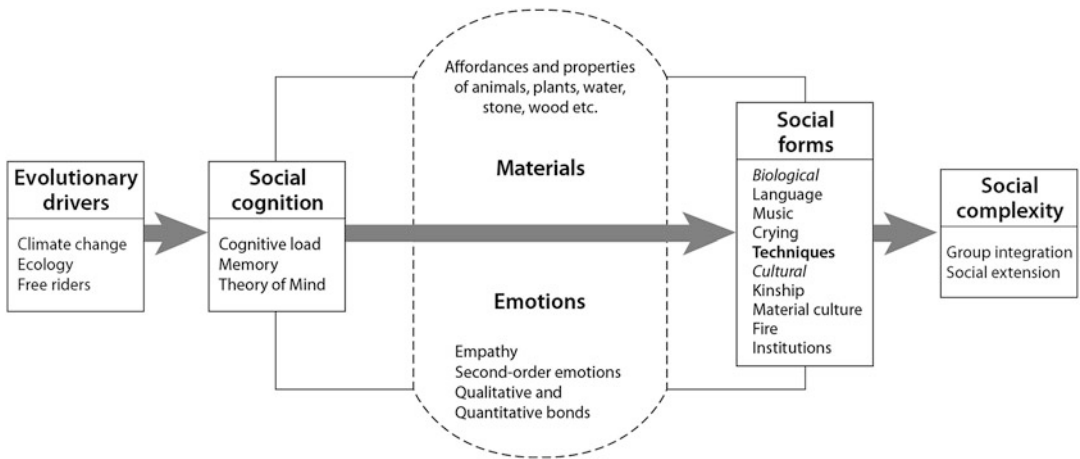 Evolutionary
drivers
Climate change
Ecology
Free riders
Social
cognition
Cognitive load
Memory
Theory of Mind
Affordances and properties
of animals, plants, water,
stone, wood etc.
Materials
Emotions
Empathy
Second-order emotions
Qualitative and
Quantitative bonds
Social
forms
Biological
Language
Music
Crying
Techniques
Cultural
Kinship
Material culture
Fire
Institutions
Social
complexity
Group integration
Social extension